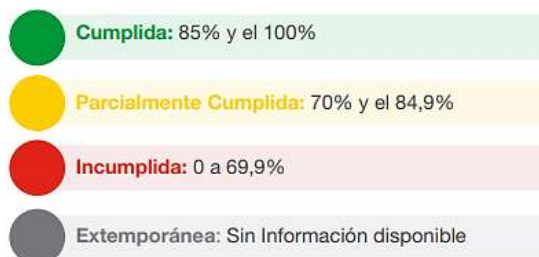 Cumplida: 85% y el 100%
Parcialmente Cumplida: 70% y el 84,9%
Incumplida: 0 a 69,9%
Extemporánea: Sin Información disponible